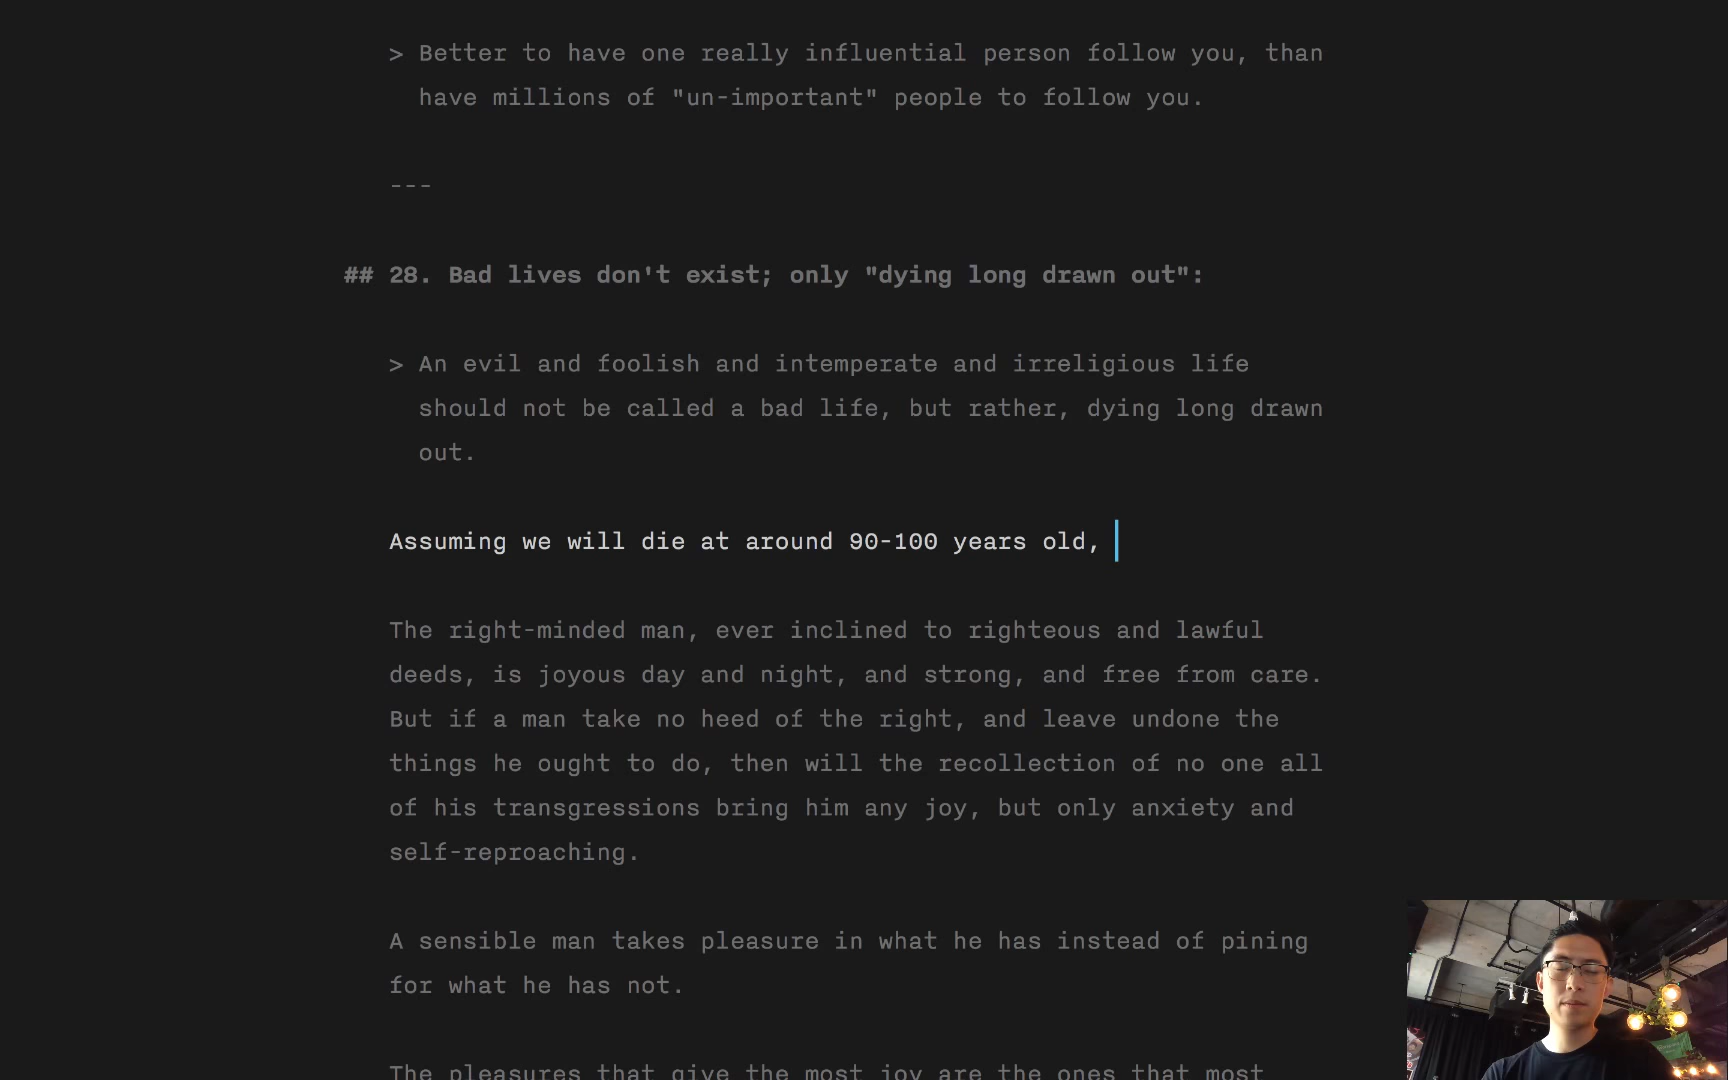 > Better to have one really influential person follow you, than
have millions of "un-important" people to follow you.
---
## 28. Bad lives don't exist; only "dying long drawn out":
> An evil and foolish and intemperate and irreligious life
should not be called a bad life, but rather, dying long drawn
out.
Assuming we will die at around 90-100 years old,
The right-minded man, ever inclined to righteous and lawful
deeds, is joyous day and night, and strong, and free from care.
But if a man take no heed of the right, and leave undone the
things he ought to do, then will the recollection of no one all
of his transgressions bring him any joy, but only anxiety and
self-reproaching.
A sensible man takes pleasure in what he has instead of pining
for what he has not.
The pleasures that give the most joy are the ones that most